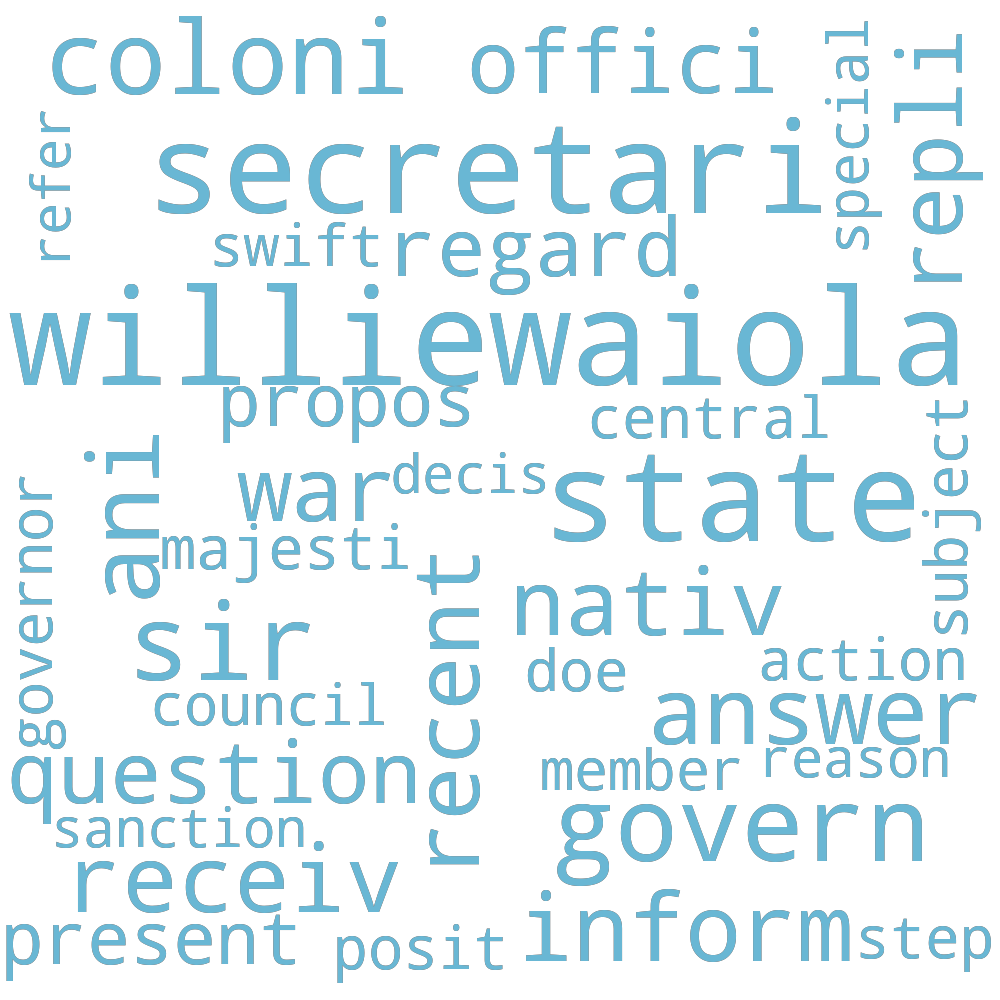 coloni offici
special
repli
refer
secretari
swift regard
williewaiola
propos
central
subject
ani
war decis
state
governor
majesti
recent
nativ
sir
doe action
council
answer
question
member reason
sanction
govern
receiv
inform
present posit
step